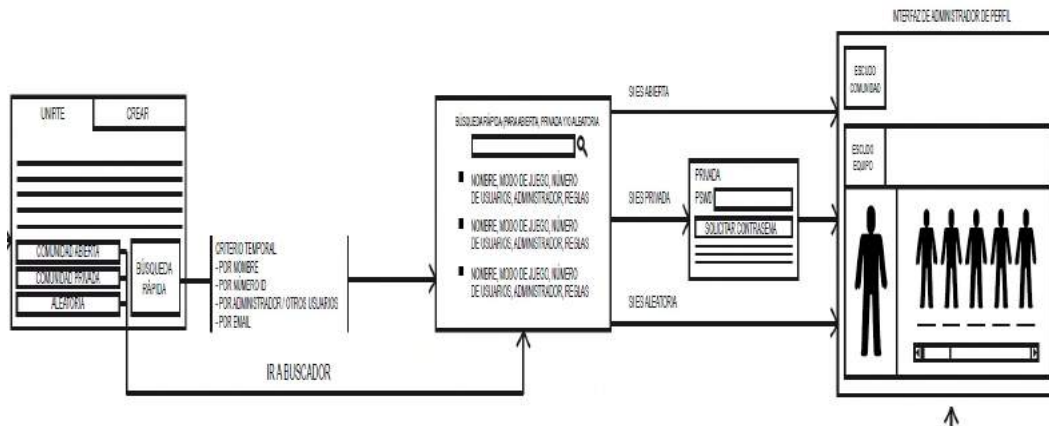 INTERFAZ DE ADMINISTRADOR DE PERFIL
UNIRTE
CREAR
COMUNIDAD ABIERTA
COMUNIDAD PRIVADA
ALEATORIA
BÚSQUEDA
RÁPIDA
CRITERIO TEMPORAL
- POR NOMBRE
- POR NÚMERO ID
- POR ADMINISTRADOR / OTROS USUARIOS
- POR EMAIL
IR A BUSCADOR
BÚSQUEDA RÁPIDA (PARA ABIERTA, PRIVADA Y/O ALEATORIA
NOMBRE, MODO DE JUEGO, NÚMERO
DE USUARIOS, ADMINISTRADOR, REGLAS
NOMBRE, MODO DE JUEGO, NÚMERO
DE USUARIOS, ADMINISTRADOR, REGLAS
NOMBRE, MODO DE JUEGO, NÚMERO
DE USUARIOS, ADMINISTRADOR, REGLAS
SI ES ABIERTA
SI ES PRIVADA
SI ES ALEATORIA
PRIVADA
PSWD
SOLICITAR CONTRASENA
ESCUDO
COMUNIDAD
ESCUDO
EQUIPO